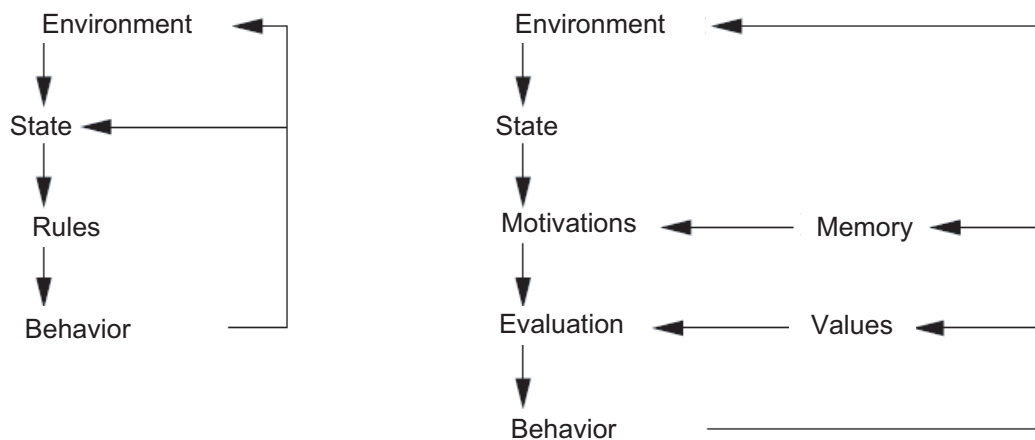 Environment
State
Rules
Behavior
Environment
State
Motivations
Memory
Evaluation
Values
Behavior